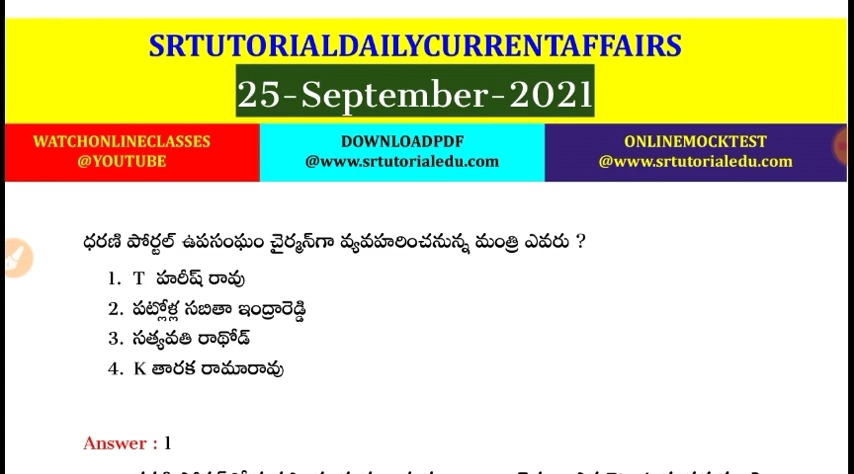 SRTUTORIALDAILYCURRENTAFFAIRS
25-September-2021
WATCHONLINECLASSES
@YOUTUBE
DOWNLOADPDF
@www.srtutorialedu.com
ONLINEMOCKTEST
@www.srtutorialedu.com
ధరణి పోర్టల్ ఉపసంఘం చైర్మన్‌గా వ్యవహరించనున్న మంత్రి ఎవరు ?
1. T హరీష్ రావు
2. పట్లోళ్ల సబితా ఇంద్రారెడ్డి
3. సత్యవతి రాథోడ్
4. K తారక రామారావు
Answer : 1